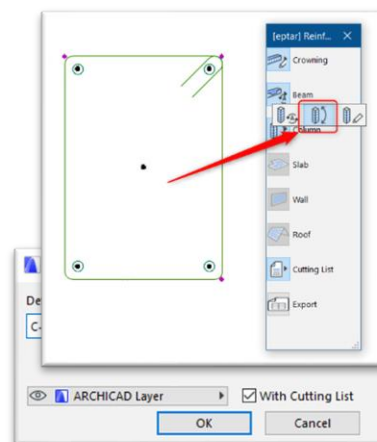 [eptar] Reinf...
Crowning
Beam
Column
Slab
Wall
Roof
Cutting List
Export
De
C-
ARCHICAD Layer
With Cutting List
OK
Cancel